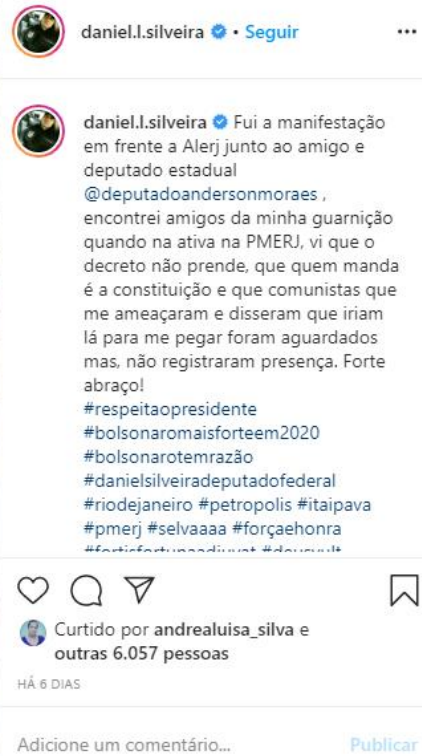 daniel.l.silveira • Seguir
daniel.l.silveira Fui a manifestação
em frente a Alerj junto ao amigo e
deputado estadual
@deputadoandersonmoraes ,
encontrei amigos da minha guarnição
quando na ativa na PMERJ, vi que o
decreto não prende, que quem manda
é a constituição e que comunistas que
me ameaçaram e disseram que iriam
lá para me pegar foram aguardados
mas, não registraram presença. Forte
abraço!
#respeitaopresidente
#bolsonaromaisforteem2020
#bolsonarotemrazão
#danielsilveiradeputadofederal
#riodejaneiro #petropolis #itaipava
#pmerj #selvaaaa #forçaehonra
#fortisfortunaadiuvat #deusvult
Curtido por andrealuisa_silva e
outras 6.057 pessoas
HÁ 6 DIAS
Adicione um comentário... Publicar